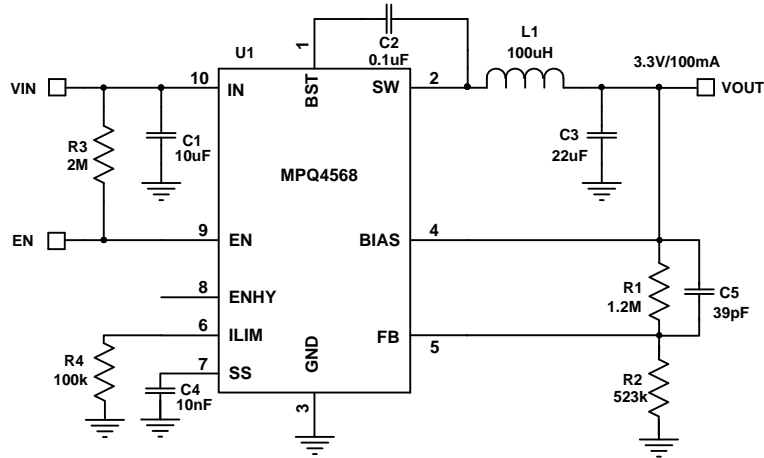 U1
1
C2
0.1uF
L1
100uH
3.3V/100mA
VIN
10
IN
BST
SW
2
VOUT
R3
2M
C1
10uF
MPQ4568
C3
22uF
EN
9
EN
BIAS
4
8
ENHY
R1
1.2M
C5
39pF
6
ILIM
GND
FB
5
R4
100k
7
SS
C4
10nF
3
R2
523k